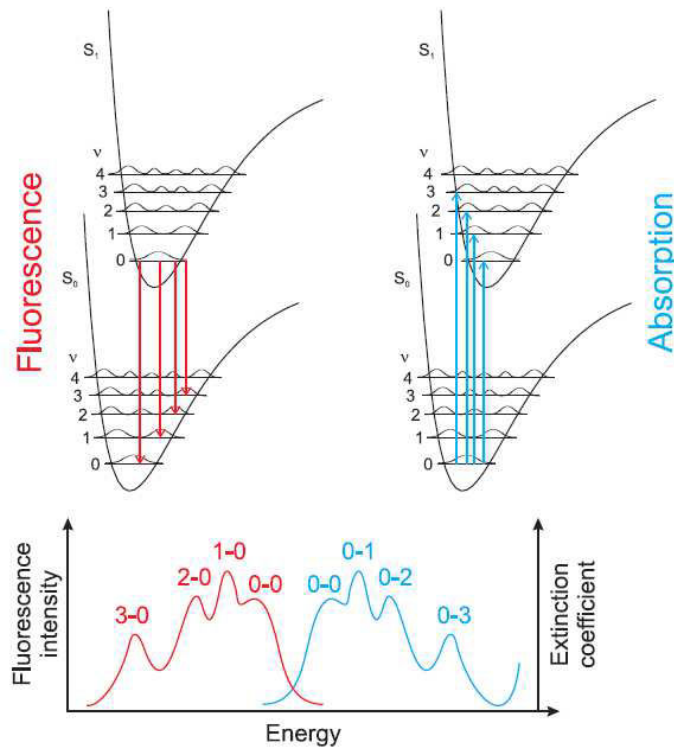 S1
S1
ν
4
3
2
1
0
ν
4
3
2
1
0
Fluorescence
Absorption
S0
S0
ν
4
3
2
1
0
ν
4
3
2
1
0
Fluorescence
intensity
3-0
2-0
1-0
0-0
0-0
0-1
0-2
0-3
Extinction
coefficient
Energy